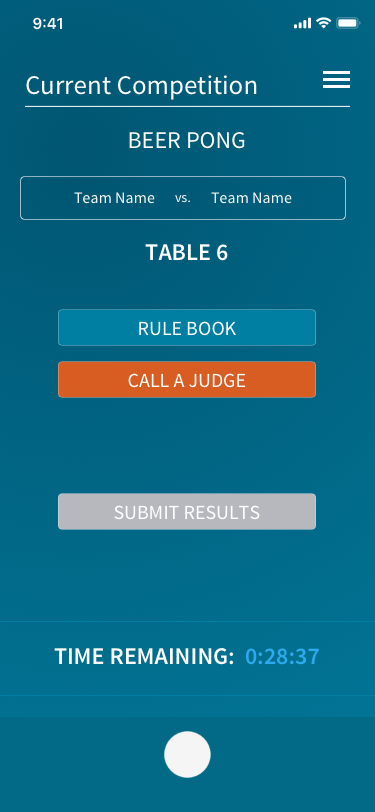 9:41
Current Competition
BEER PONG
Team Name vs. Team Name
TABLE 6
RULE BOOK
CALL A JUDGE
SUBMIT RESULTS
TIME REMAINING: 0:28:37